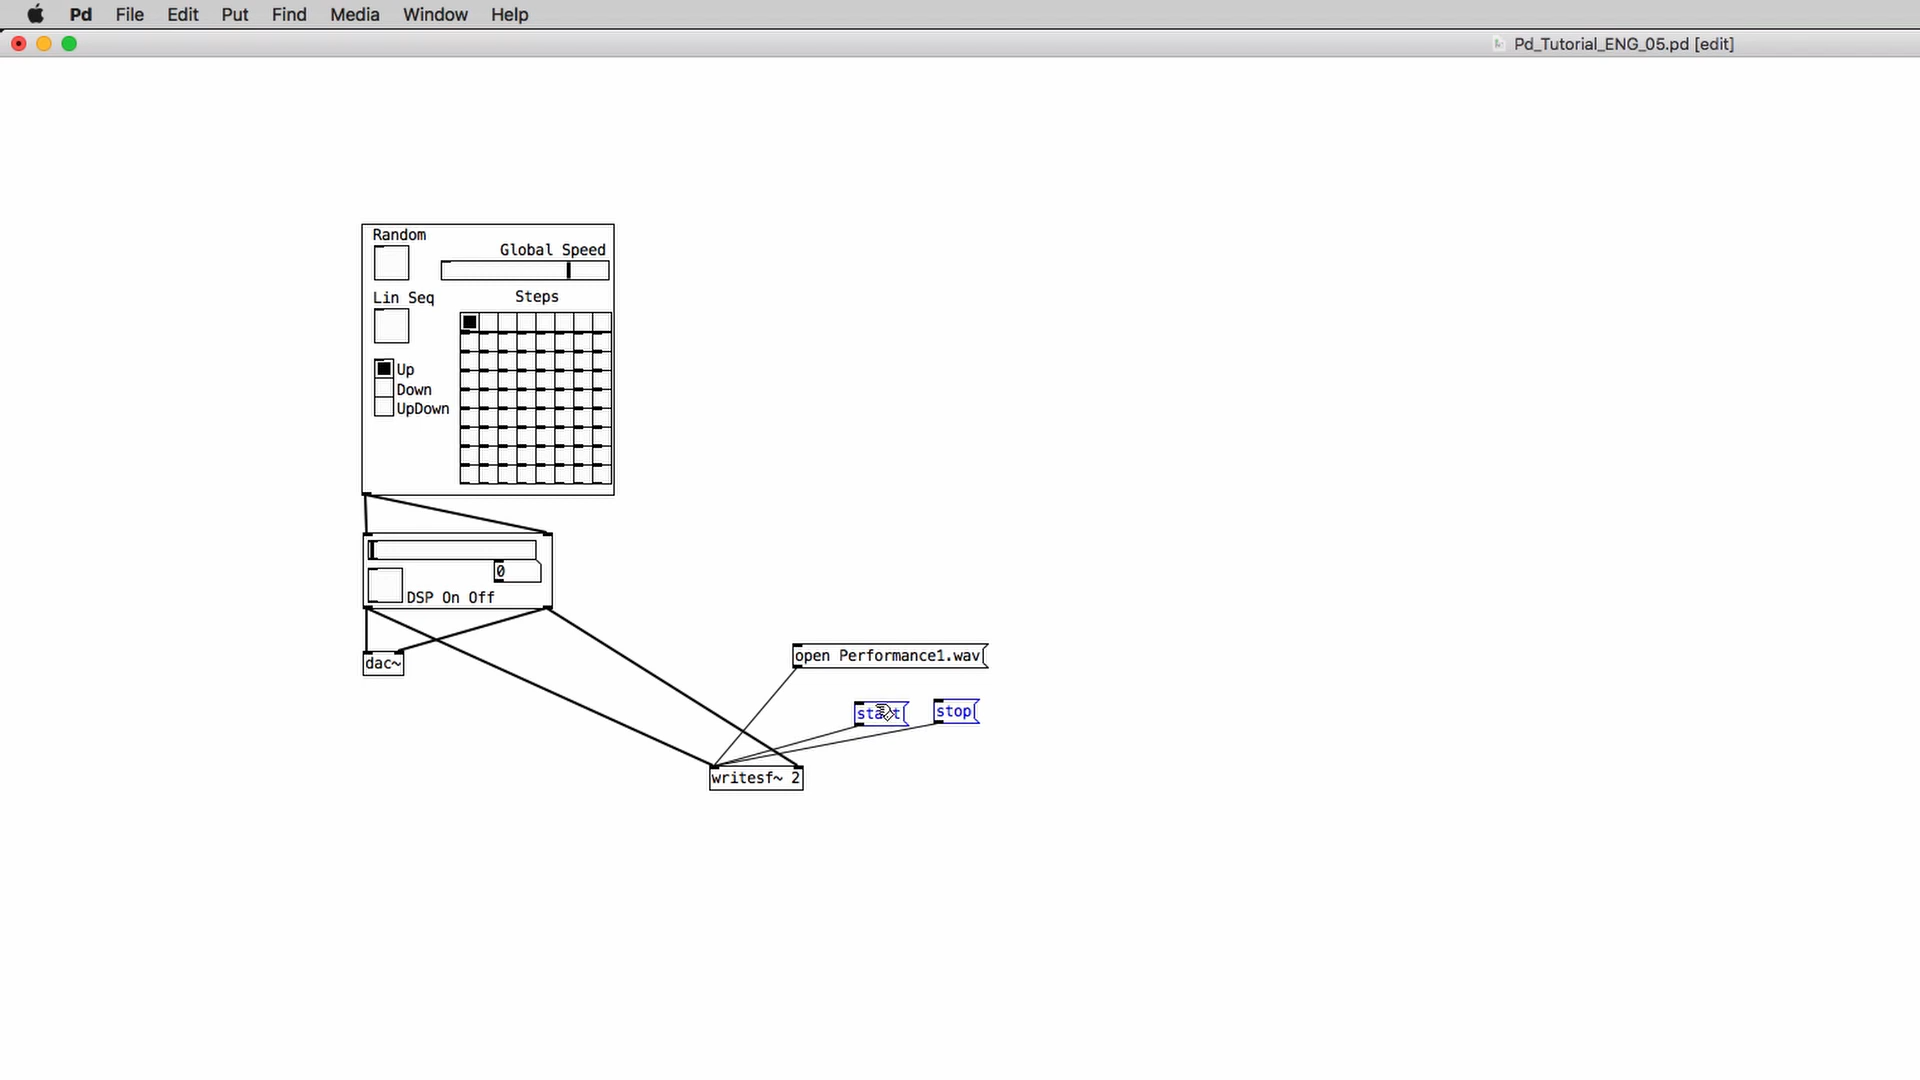 Pd File Edit Put Find Media Window Help
Pd_Tutorial_ENG_05.pd [edit]
Random
Global Speed
Lin Seq
Steps
Up
Down
UpDown
0
DSP On Off
dac~
open Performance1.wav
start
stop
writesf~ 2